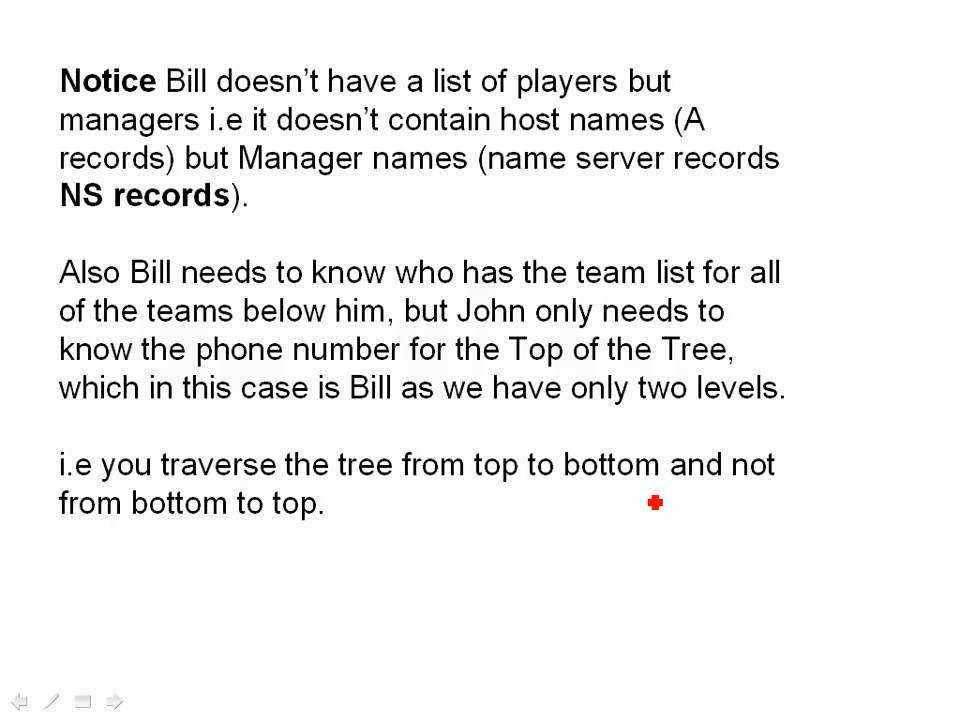 Notice Bill doesn’t have a list of players but
managers i.e it doesn’t contain host names (A
records) but Manager names (name server records
NS records).
Also Bill needs to know who has the team list for all
of the teams below him, but John only needs to
know the phone number for the Top of the Tree,
which in this case is Bill as we have only two levels.
i.e you traverse the tree from top to bottom and not
from bottom to top.